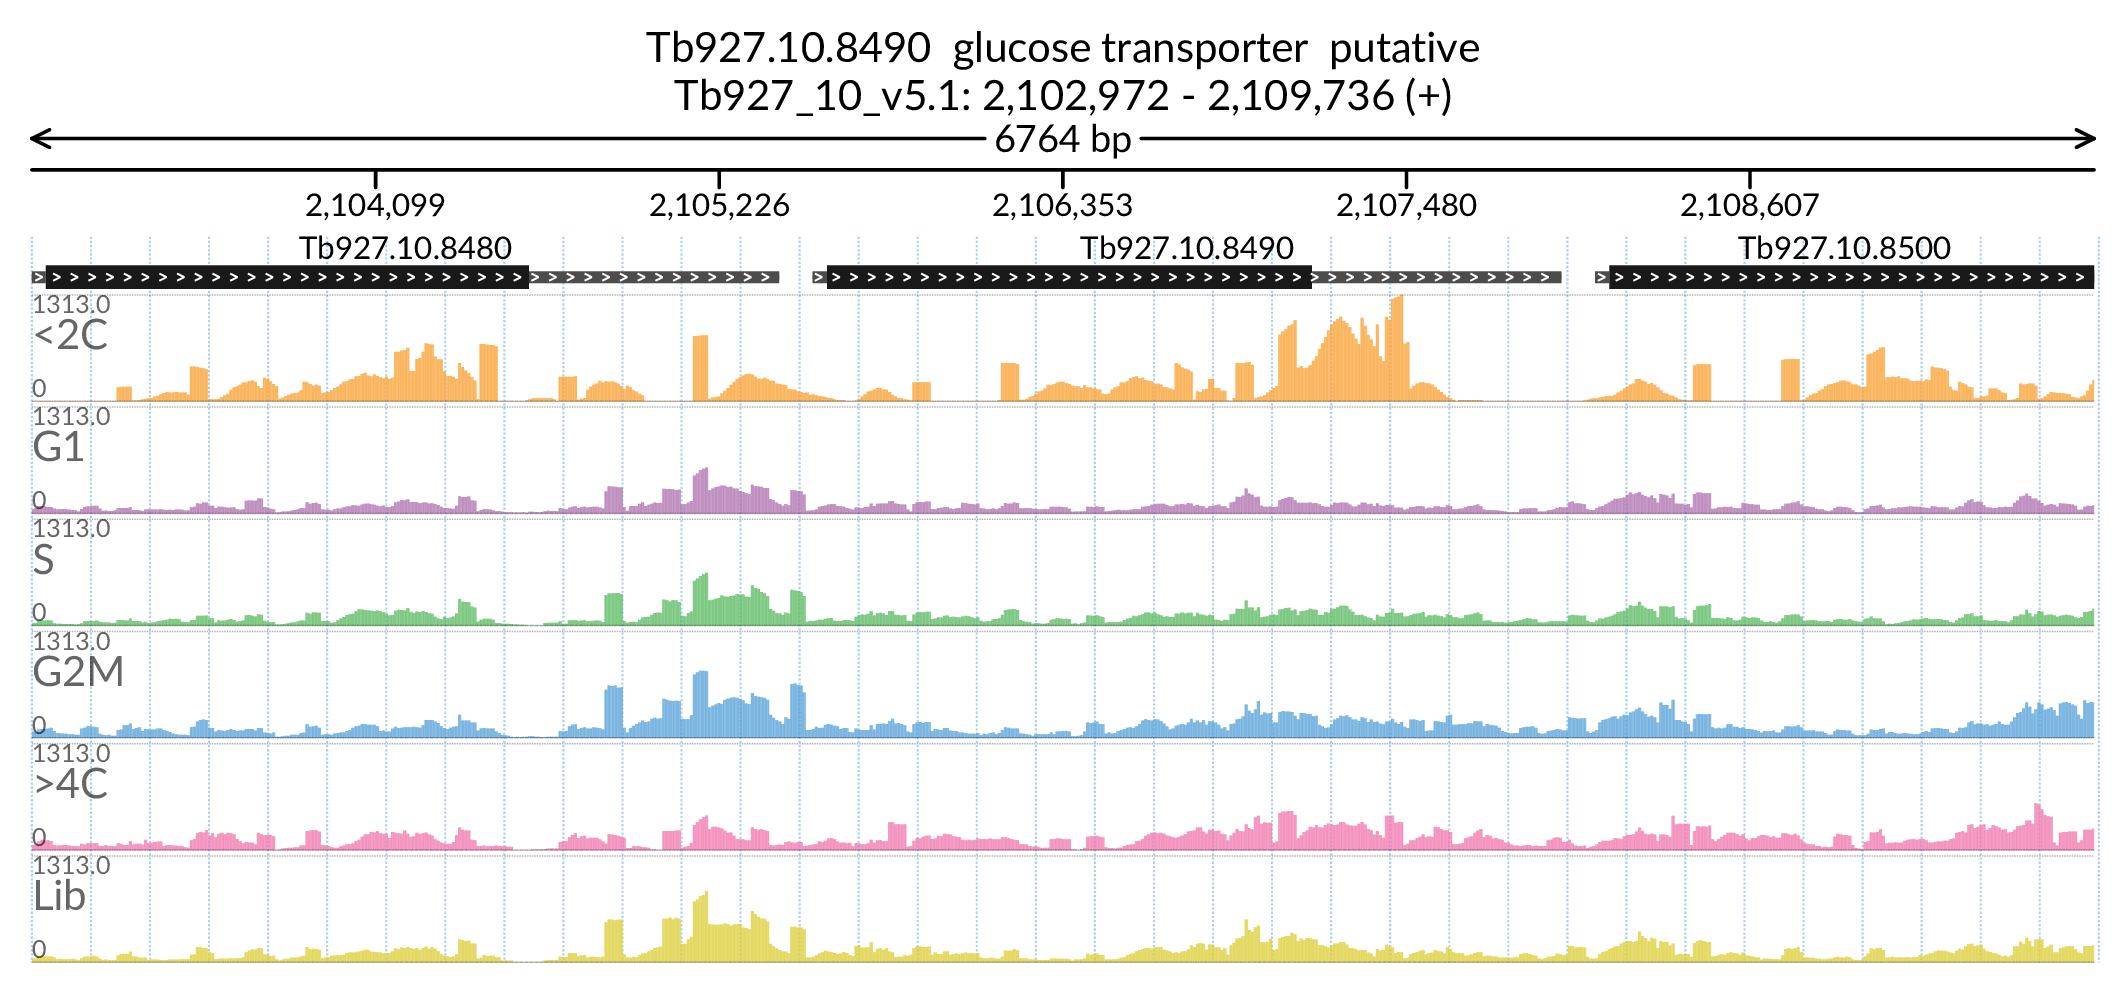 Tb927.10.8490 glucose transporter putative
Tb927_10_v5.1: 2,102,972 - 2,109,736 (+)
6764 bp
2,104,099 2,105,226 2,106,353 2,107,480 2,108,607
Tb927.10.8480 Tb927.10.8490 Tb927.10.8500
1313.0
<2C
0
1313.0
G1
0
1313.0
S
0
1313.0
G2M
0
1313.0
>4C
0
1313.0
Lib
0